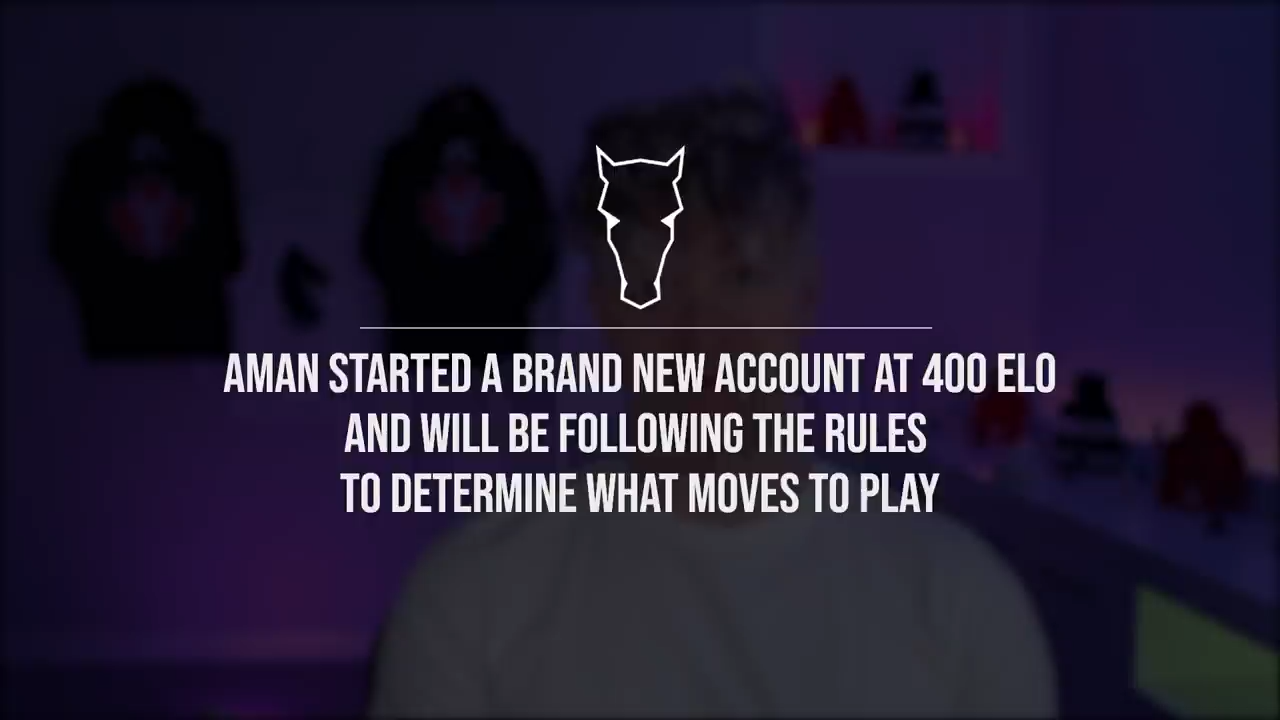 AMAN STARTED A BRAND NEW ACCOUNT AT 400 ELO
AND WILL BE FOLLOWING THE RULES
TO DETERMINE WHAT MOVES TO PLAY